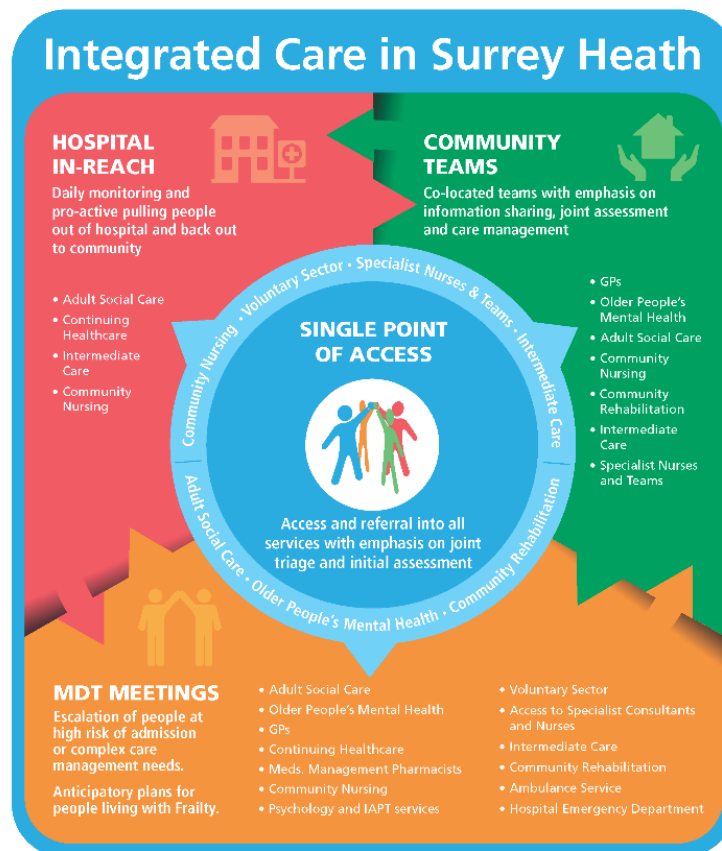 Integrated Care in Surrey Heath
HOSPITAL
IN-REACH
Daily monitoring and
pro-active pulling people
out of hospital and back out
to community
• Adult Social Care
• Continuing
Healthcare
• Intermediate
Care
• Community
Nursing
COMMUNITY
TEAMS
Co-located teams with emphasis on
information sharing, joint assessment
and care management
• GPs
• Older People's
Mental Health
• Adult Social Care
• Community
Nursing
• Community
Rehabilitation
• Intermediate
Care
• Specialist Nurses
and Teams
Community Nursing • Voluntary Sector • Specialist Nurses & Teams • Intermediate Care
SINGLE POINT
OF ACCESS
Access and referral into all
services with emphasis on joint
triage and initial assessment
Adult Social Care • Older People's Mental Health • Community Rehabilitation
MDT MEETINGS
Escalation of people at
high risk of admission
or complex care
management needs.
Anticipatory plans for
people living with Frailty.
• Adult Social Care
• Older People's Mental Health
• GPs
• Continuing Healthcare
• Meds. Management Pharmacists
• Community Nursing
• Psychology and IAPT services
• Voluntary Sector
• Access to Specialist Consultants
and Nurses
• Intermediate Care
• Community Rehabilitation
• Ambulance Service
• Hospital Emergency Department